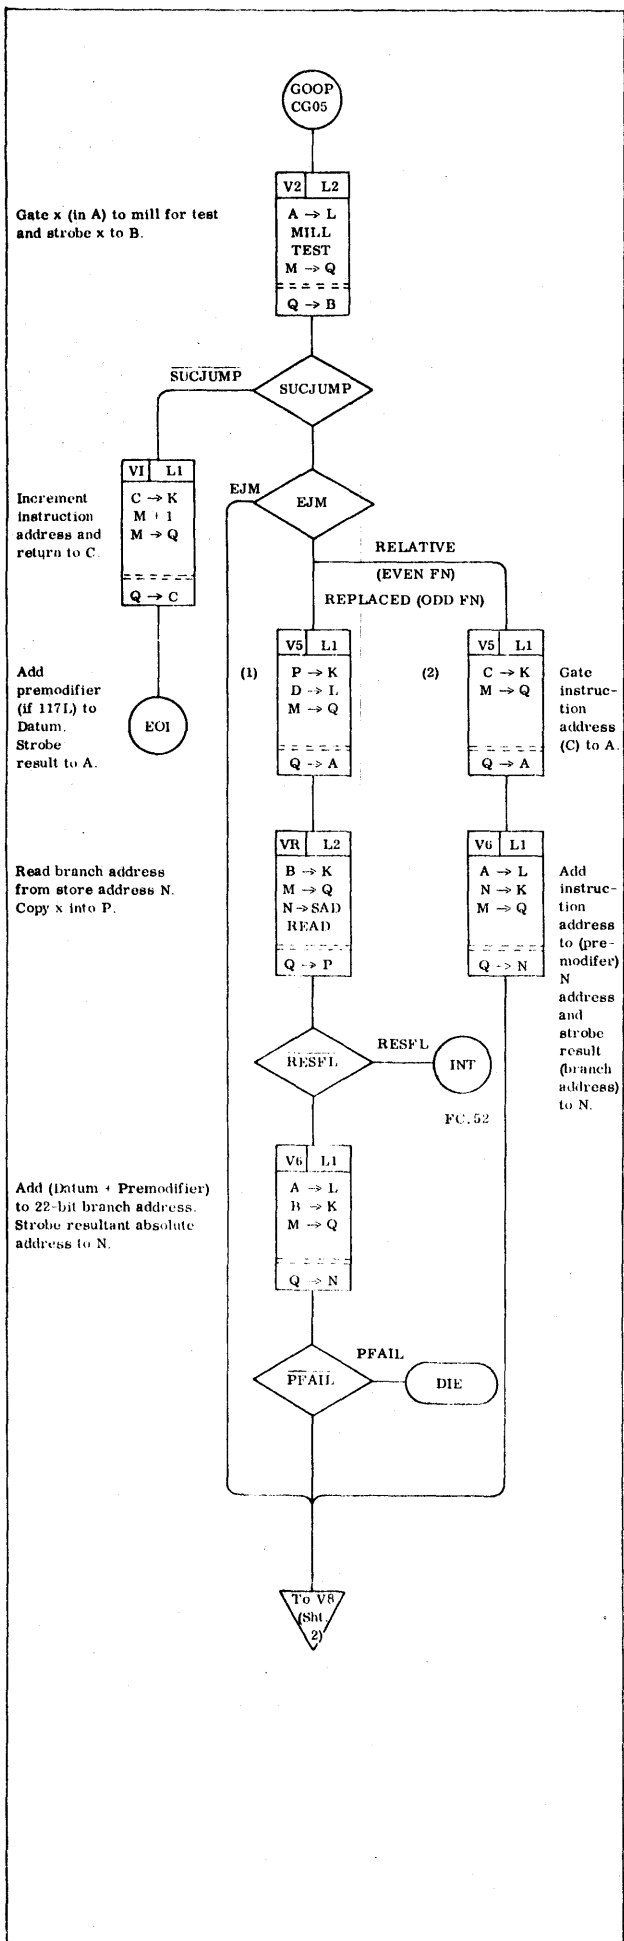 GOOP
CG05
V2 L2
A → L
MILL
TEST
M → Q
Q → B
Gate x (in A) to mill for test
and strobe x to B.
SUCJUMP
SUCJUMP
VI L1
C → K
M + 1
M → Q
Q → C
Increment
instruction
address and
return to C.
EJM
EJM
RELATIVE
(EVEN FN)
REPLACED (ODD FN)
EOI
(1)
V5 L1
P → K
D → L
M → Q
Q → A
Add
premodifier
(if 117L) to
Datum.
Strobe
result to A.
(2)
V5 L1
C → K
M → Q
Q → A
Gate
instruc-
tion
address
(C) to A.
VR L2
B → K
M → Q
N → SAD
READ
Q → P
Read branch address
from store address N.
Copy x into P.
V6 L1
A → L
N → K
M → Q
Q → N
Add
instruc-
tion
address
to (pre-
modifer)
N
address
and
strobe
result
(branch
address)
to N.
RESFL
RESFL
INT
FC.52
V6 L1
A → L
B → K
M → Q
Q → N
Add (Datum + Premodifier)
to 22-bit branch address.
Strobe resultant absolute
address to N.
PFAIL
PFAIL
DIE
To V8
(Sht.
2)